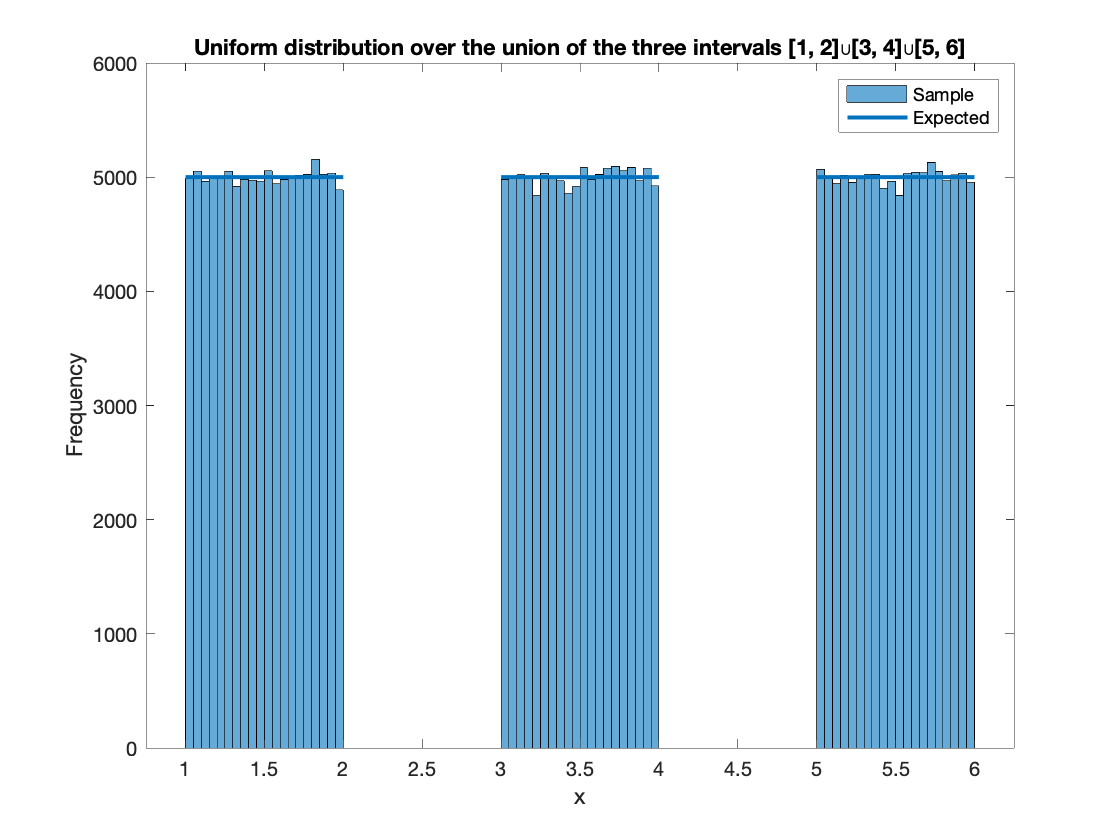 Uniform distribution over the union of the three intervals [1, 2]∪[3, 4]∪[5, 6]
Sample
Expected
6000
5000
4000
3000
2000
1000
0
Frequency
1 1.5 2 2.5 3 3.5 4 4.5 5 5.5 6
x